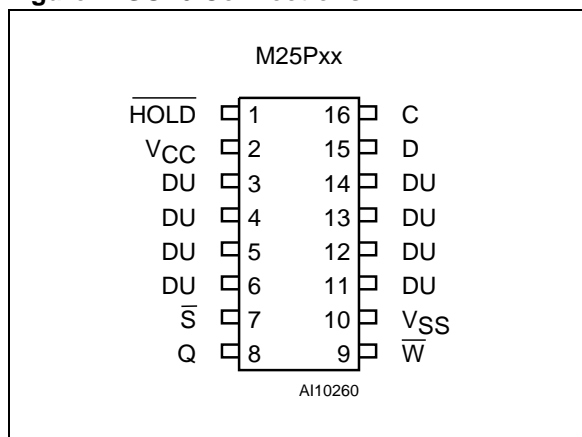 M25Pxx
HOLD 1 16 C
VCC 2 15 D
DU 3 14 DU
DU 4 13 DU
DU 5 12 DU
DU 6 11 DU
S 7 10 VSS
Q 8 9 W
AI10260